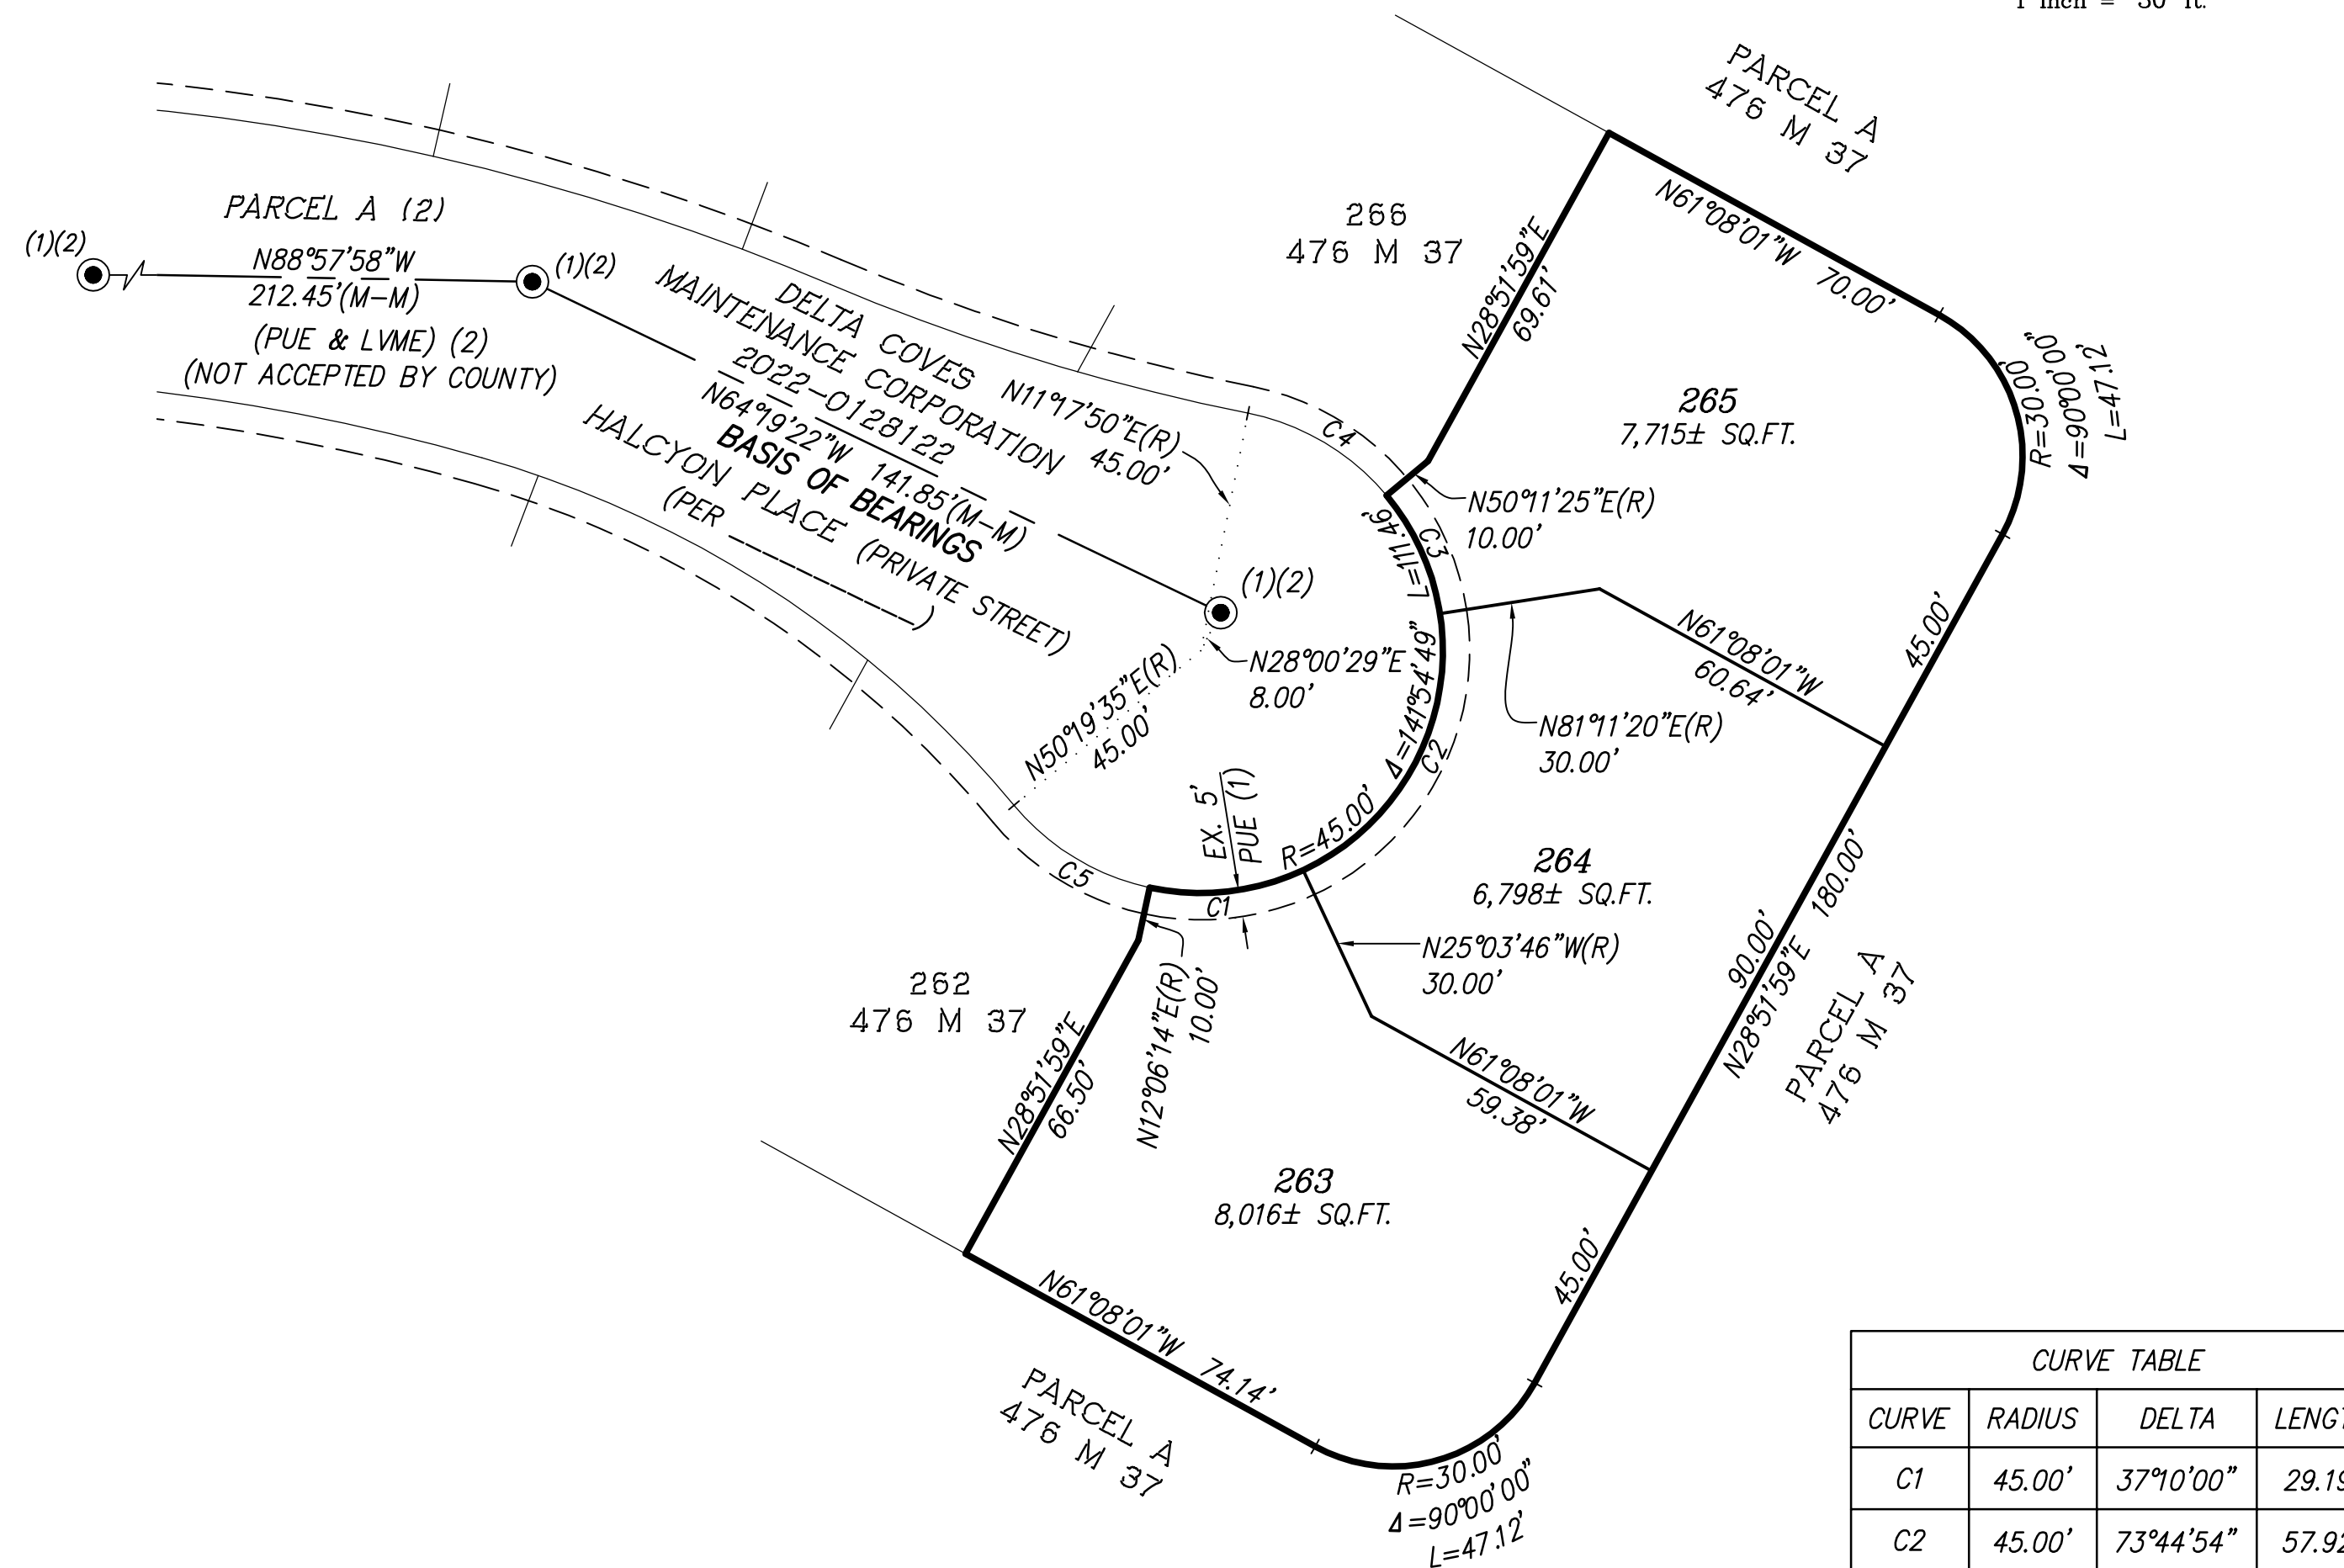 1 inch = 30 ft.
PARCEL A
476 M 37
PARCEL A (2)
(1)(2)
N88°57'58"W
212.45'(M-M)
(1)(2)
(PUE & LVME) (2)
(NOT ACCEPTED BY COUNTY)
DELTA COVES
MAINTENANCE CORPORATION
2022-0128122
N64°19'22"W 141.85'(M-M)
BASIS OF BEARINGS
HALCYON PLACE (PRIVATE STREET)
(PER )
N11°17'50"E(R)
45.00'
(1)(2)
N28°00'29"E
8.00'
N50°19'35"E(R)
45.00'
EX. 5'
PUE (1)
C4
C3
C2
C1
C5
L=111.46'
Δ=141°54'49"
R=45.00'
266
476 M 37
N28°51'59"E
69.61'
N61°08'01"W 70.00'
265
7,715± SQ.FT.
R=30.00'
Δ=90°00'00"
L=47.12'
N50°11'25"E(R)
10.00'
45.00'
N61°08'01"W
60.64'
N81°11'20"E(R)
30.00'
264
6,798± SQ.FT.
N25°03'46"W(R)
30.00'
90.00'
N28°51'59"E 180.00'
PARCEL A
476 M 37
262
476 M 37
N28°51'59"E
66.50'
N12°06'14"E(R)
10.00'
N61°08'01"W
59.38'
263
8,016± SQ.FT.
45.00'
N61°08'01"W 74.14'
PARCEL A
476 M 37
R=30.00'
Δ=90°00'00"
L=47.12'
CURVE TABLE
CURVE RADIUS DELTA LENGT
C1 45.00' 37°10'00" 29.19
C2 45.00' 73°44'54" 57.92